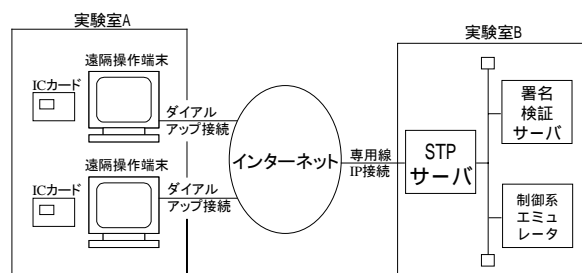 実験室A
遠隔操作端末
ICカード
ダイアル
アップ接続
遠隔操作端末
ICカード
ダイアル
アップ接続
インターネット
専用線
IP接続
実験室B
STP
サーバ
署名
検証
サーバ
制御系
エミュ
レータ